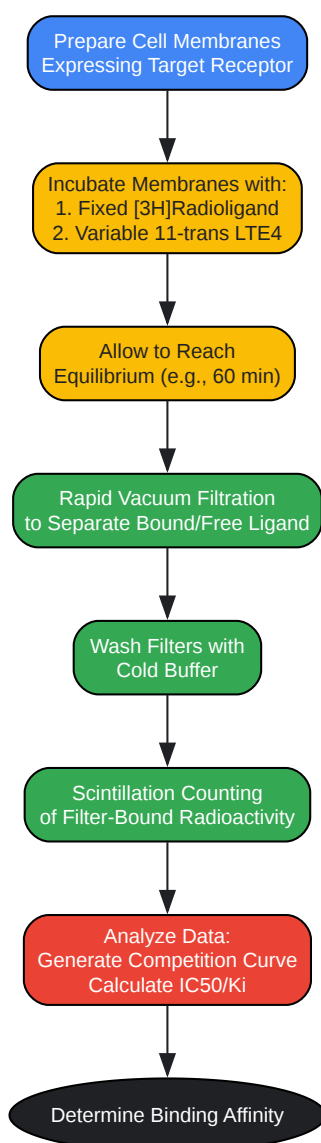 Prepare Cell Membranes
Expressing Target Receptor
Incubate Membranes with:
1. Fixed [3H]Radioligand
2. Variable 11-trans LTE4
Allow to Reach
Equilibrium (e.g., 60 min)
Rapid Vacuum Filtration
to Separate Bound/Free Ligand
Wash Filters with
Cold Buffer
Scintillation Counting
of Filter-Bound Radioactivity
Analyze Data:
Generate Competition Curve
Calculate IC50/Ki
Determine Binding Affinity